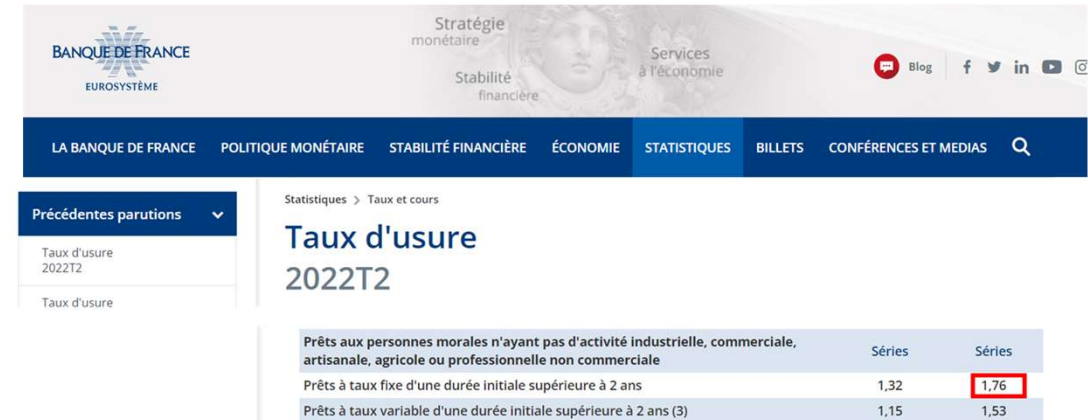 Stratégie
monétaire
Stabilité
financière
Services
à l'économie
BANQUE DE FRANCE
EUROSYSTÈME
Blog
LA BANQUE DE FRANCE POLITIQUE MONÉTAIRE STABILITÉ FINANCIÈRE ÉCONOMIE STATISTIQUES BILLETS CONFÉRENCES ET MEDIAS
Précédentes parutions
Taux d'usure
2022T2
Taux d'usure
Statistiques > Taux et cours
Taux d'usure
2022T2
Prêts aux personnes morales n'ayant pas d'activité industrielle, commerciale,
artisanale, agricole ou professionnelle non commerciale Séries Séries
Prêts à taux fixe d'une durée initiale supérieure à 2 ans 1,32 1,76
Prêts à taux variable d'une durée initiale supérieure à 2 ans (3) 1,15 1,53